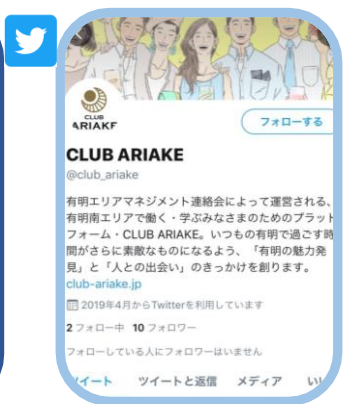 CLUB
ARIAKE
フォローする
CLUB ARIAKE
@club_ariake
有明エリアマネジメント連絡会によって運営される、
有明南エリアで働く・学ぶみなさまのためのプラット
フォーム・CLUB ARIAKE。いつもの有明で過ごす時
間がさらに素敵なものになるよう、「有明の魅力発
見」と「人との出会い」のきっかけを創ります。
club-ariake.jp
2019年4月からTwitterを利用しています
2 フォロー中 10 フォロワー
フォローしている人にフォロワーはいません
ツイート ツイートと返信 メディア いい